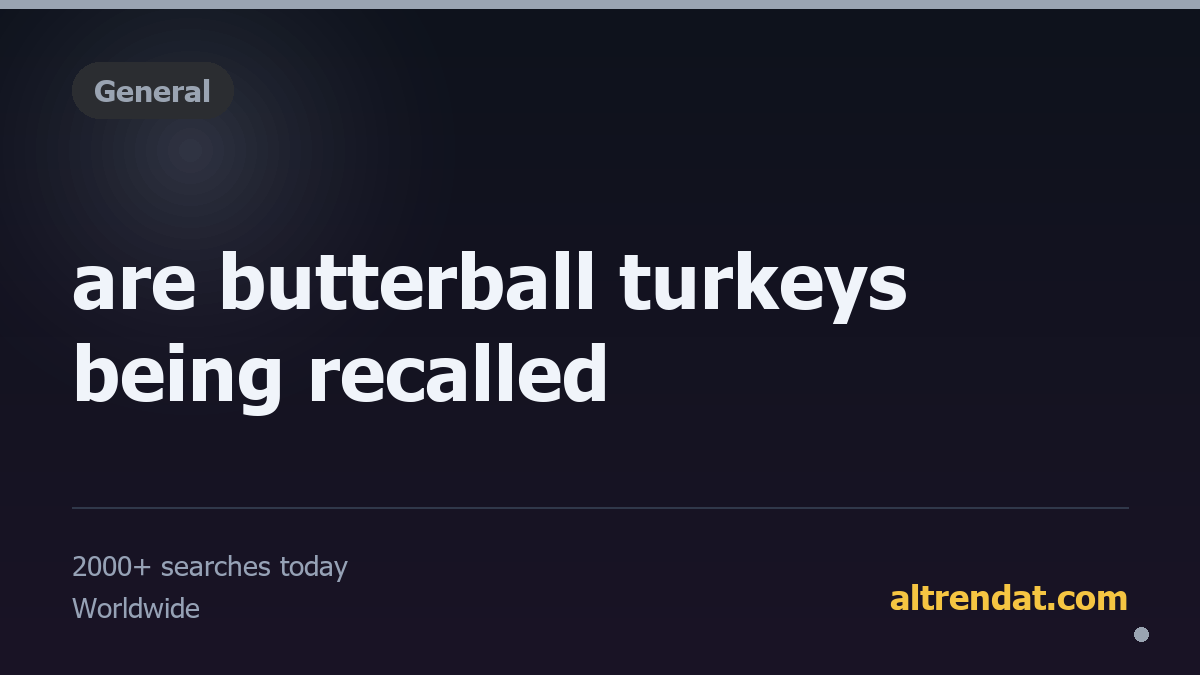 General
are butterball turkeys
being recalled
2000+ searches today
Worldwide
altrendat.com